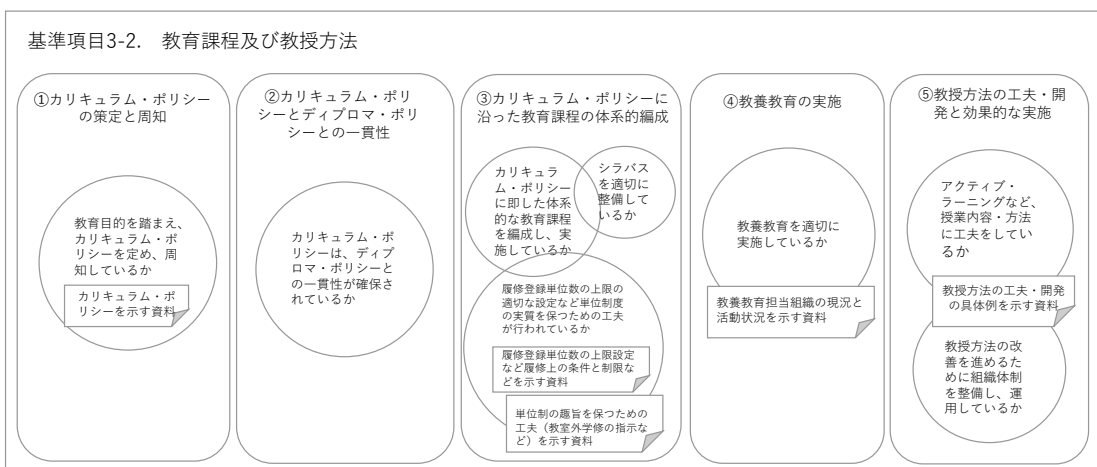 基準項目3-2.　教育課程及び教授方法
①カリキュラム・ポリシー
の策定と周知
教育目的を踏まえ、
カリキュラム・ポ
リシーを定め、周
知しているか
カリキュラム・ポ
リシーを示す資料
②カリキュラム・ポリ
シーとディプロマ・ポリ
シーとの一貫性
カリキュラム・ポ
リシーは、ディプ
ロマ・ポリシーと
の一貫性が確保さ
れているか
③カリキュラム・ポリシーに
沿った教育課程の体系的編成
カリキュラ
ム・ポリシー
に即した体系
的な教育課程
を編成し、実
施しているか
シラバス
を適切に
整備して
いるか
履修登録単位数の上限の
適切な設定など単位制度
の実質を保つための工夫
が行われているか
履修登録単位数の上限設定
など履修上の条件と制限な
どを示す資料
単位制の趣旨を保つための
工夫（教室外学修の指示な
ど）を示す資料
④教養教育の実施
教養教育を適切に
実施しているか
教養教育担当組織の現況と
活動状況を示す資料
⑤教授方法の工夫・開
発と効果的な実施
アクティブ・
ラーニングなど、
授業内容・方法
に工夫をしてい
るか
教授方法の工夫・開発
の具体例を示す資料
教授方法の改
善を進めるた
めに組織体制
を整備し、運
用しているか